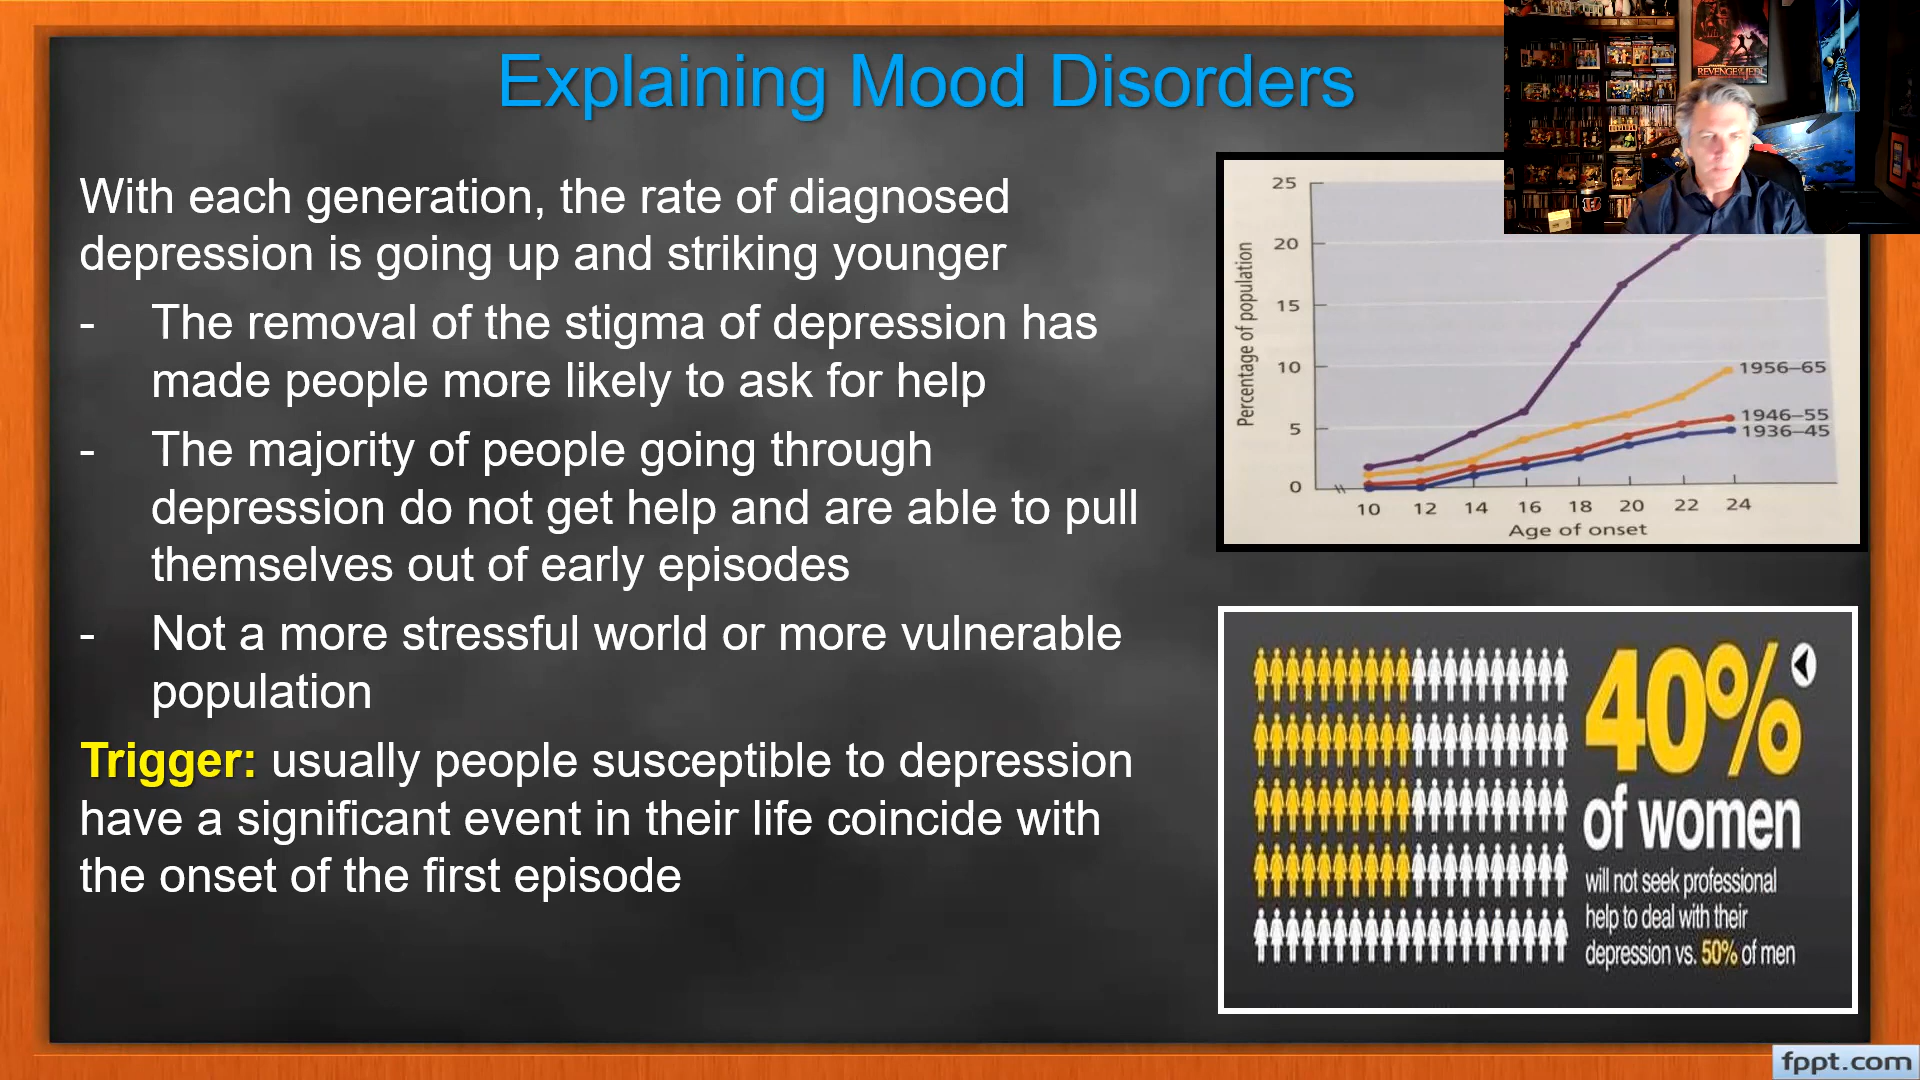 Explaining Mood Disorders
With each generation, the rate of diagnosed
depression is going up and striking younger
- The removal of the stigma of depression has
made people more likely to ask for help
- The majority of people going through
depression do not get help and are able to pull
themselves out of early episodes
- Not a more stressful world or more vulnerable
population
Trigger: usually people susceptible to depression
have a significant event in their life coincide with
the onset of the first episode
REVENGE OF THE JEDI
Percentage of population
25
20
15
10
5
0
1956–65
1946–55
1936–45
10 12 14 16 18 20 22 24
Age of onset
40%
of women
will not seek professional
help to deal with their
depression vs. 50% of men
fppt.com